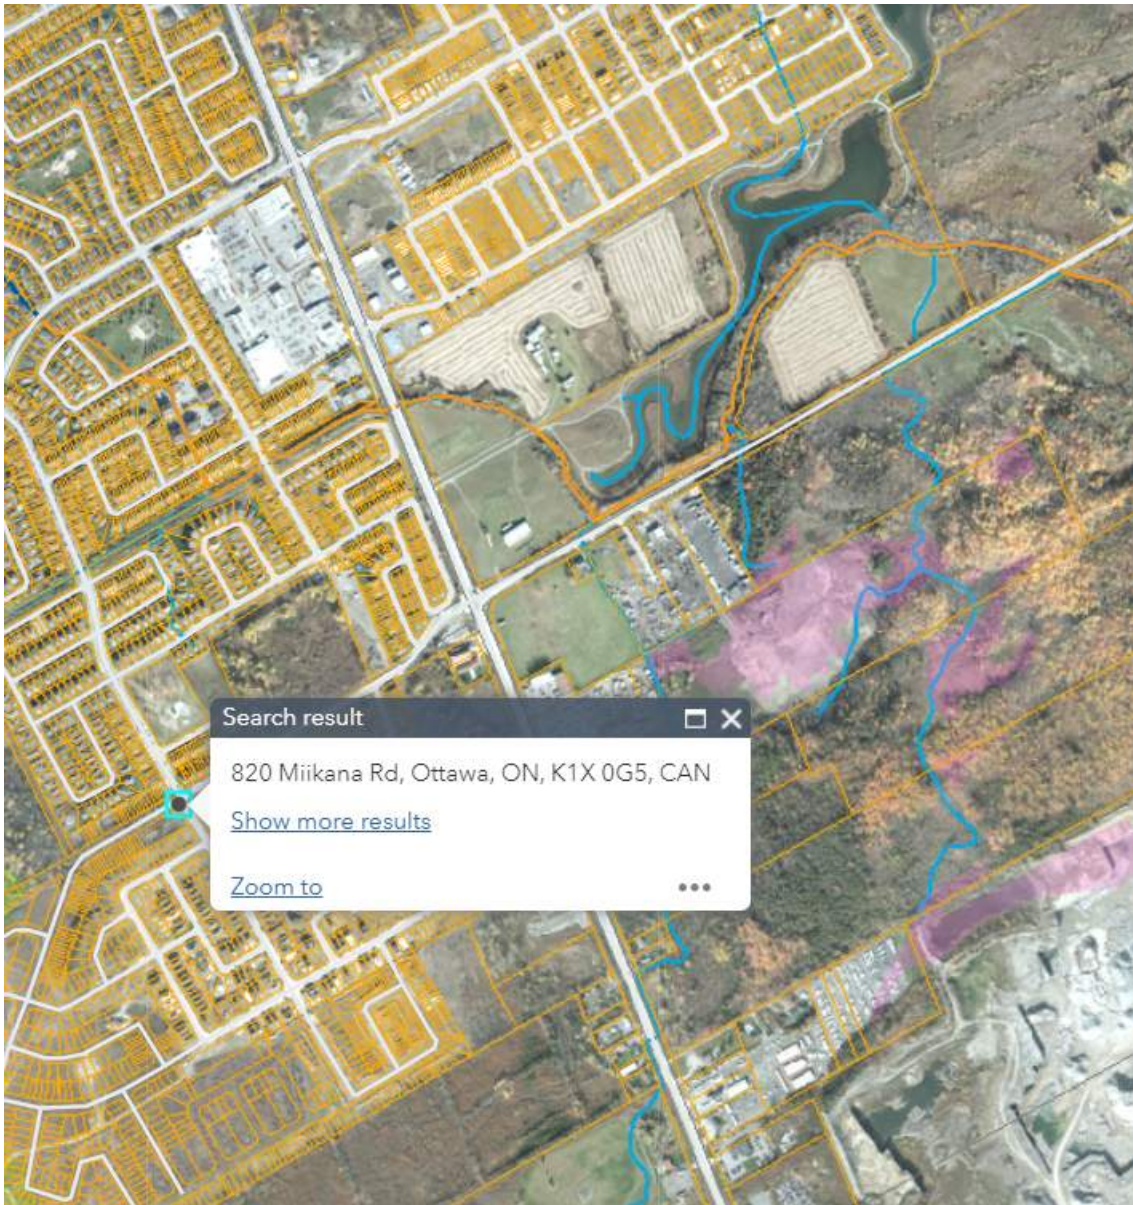 Search result
820 Miikana Rd, Ottawa, ON, K1X 0G5, CAN
Show more results
Zoom to